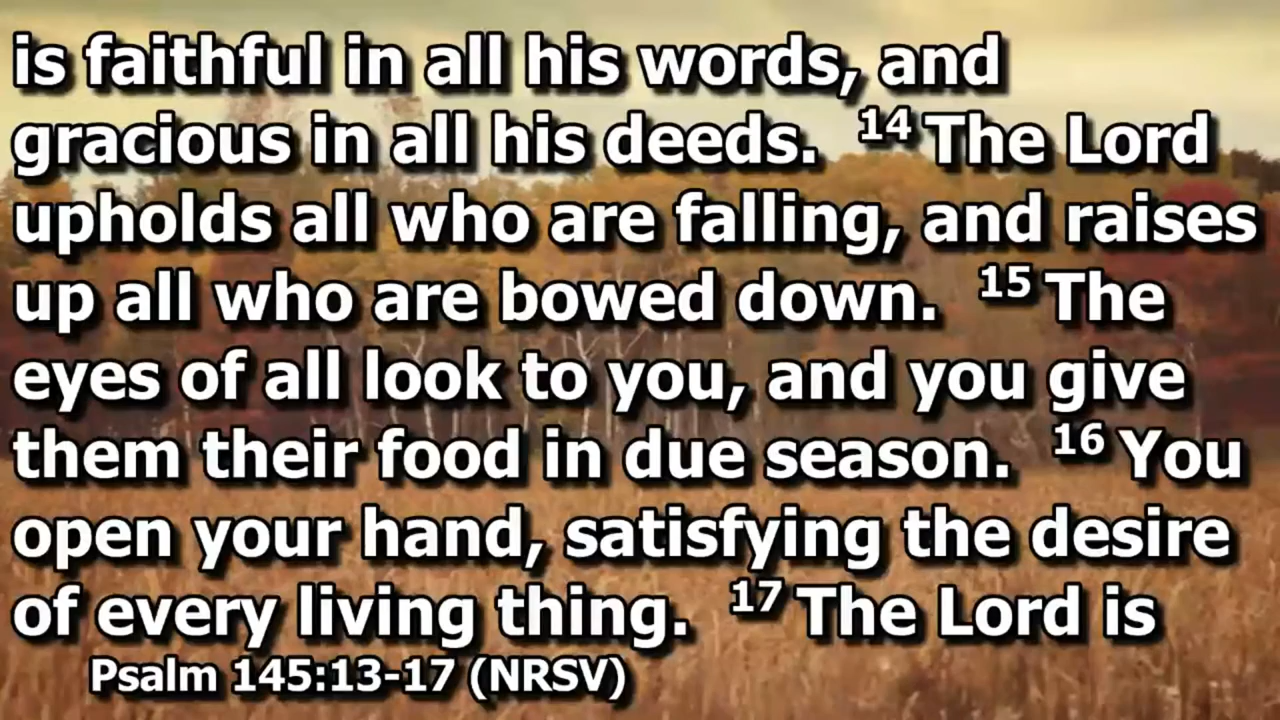 is faithful in all his words, and
gracious in all his deeds. 14 The Lord
upholds all who are falling, and raises
up all who are bowed down. 15 The
eyes of all look to you, and you give
them their food in due season. 16 You
open your hand, satisfying the desire
of every living thing. 17 The Lord is
Psalm 145:13-17 (NRSV)